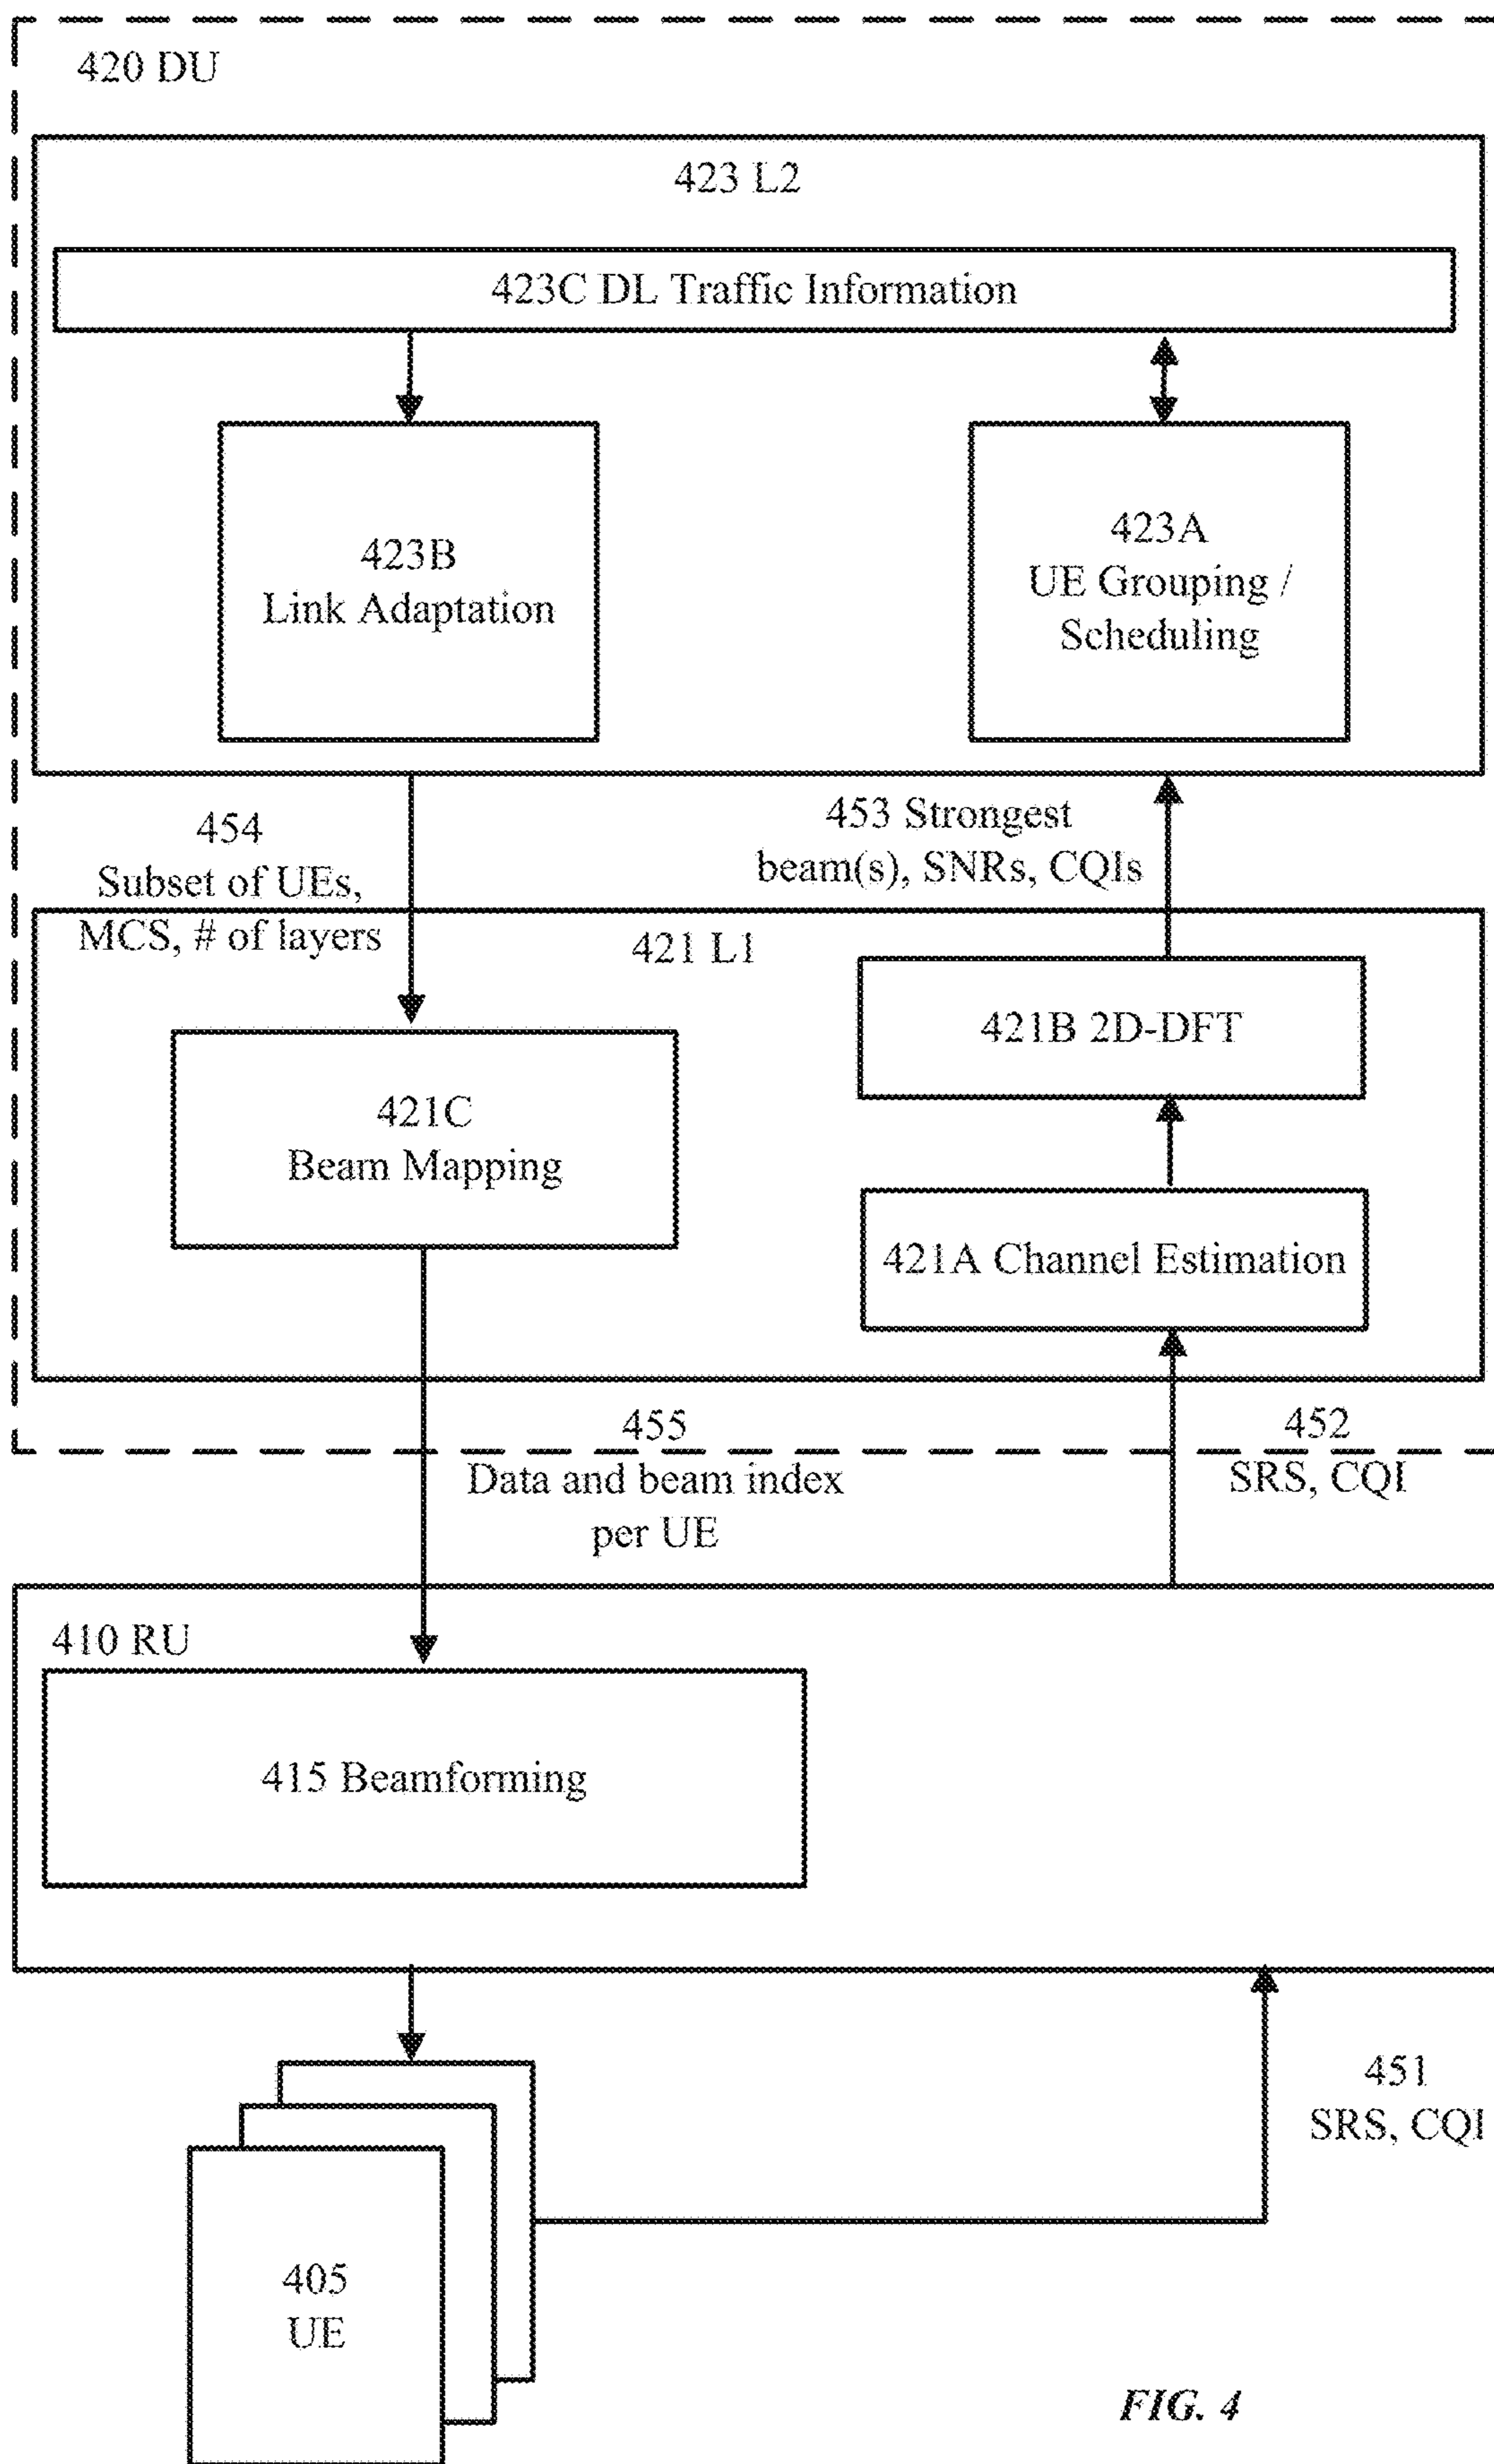 420 DU
423 L2
423C DL Traffic Information
423B
Link Adaptation
423A
UE Grouping /
Scheduling
454
Subset of UEs,
MCS, # of layers
453 Strongest
beam(s), SNRs, CQIs
421 L1
421B 2D-DFT
421C
Beam Mapping
421A Channel Estimation
455
Data and beam index
per UE
452
SRS, CQI
410 RU
415 Beamforming
451
SRS, CQI
405
UE
FIG. 4